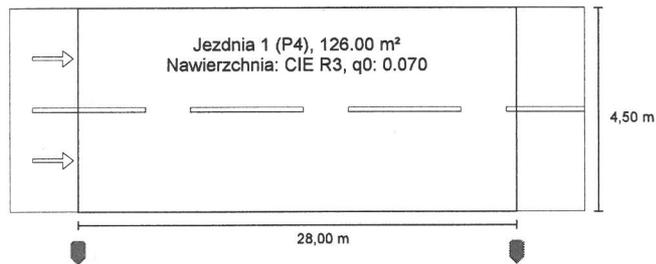 Jezdnia 1 (P4), 126.00 m²
Nawierzchnia: CIE R3, q0: 0.070
4,50 m
28,00 m